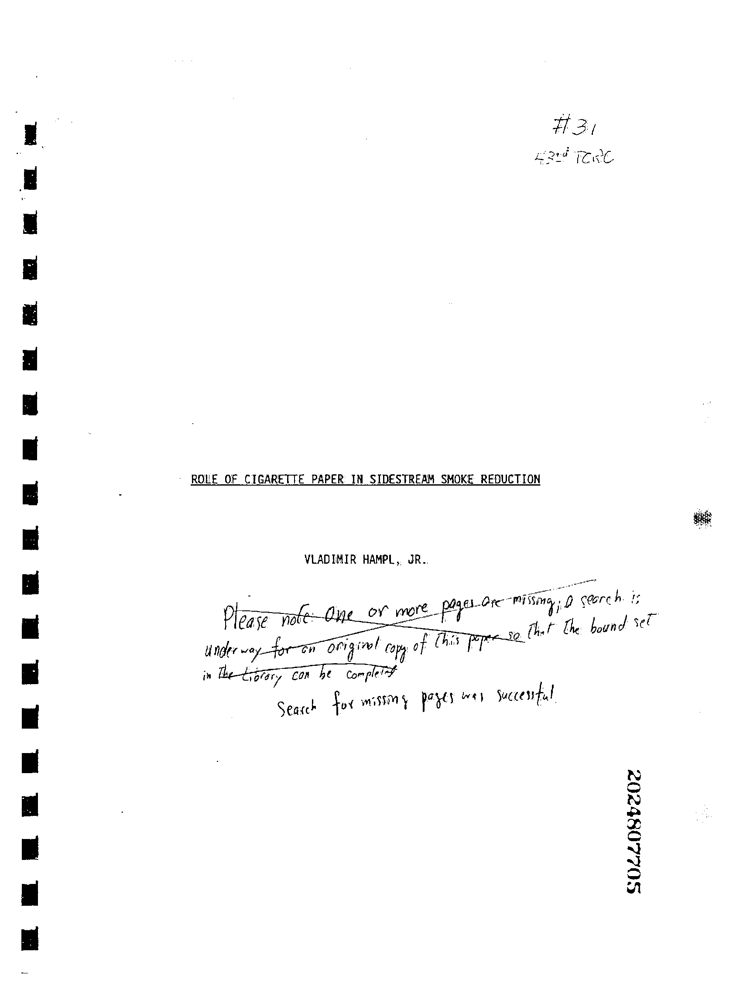 #31
43rd TCRC
ROLE OF CIGARETTE PAPER IN SIDESTREAM SMOKE REDUCTION
VLADIMIR HAMPL, JR.
Please note: One or more pages are missing; a search is
underway for an original copy of this paper so that the bound set
in the Library can be completed
Search for missing pages was successful.
2024807705